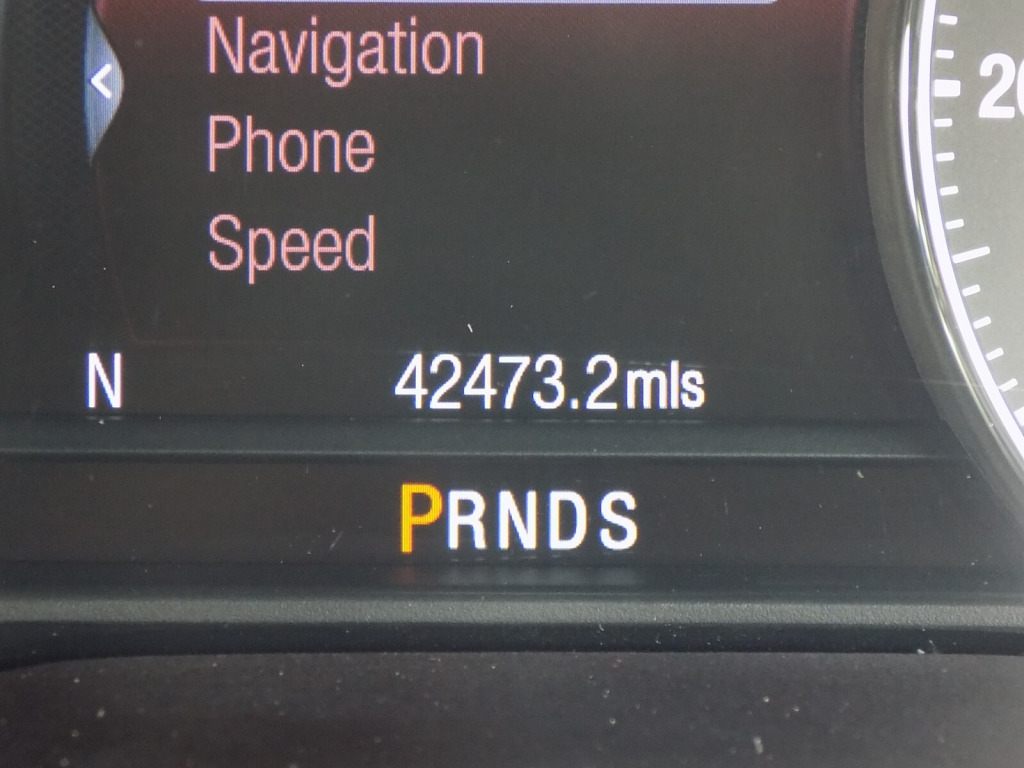 Navigation
Phone
Speed
N 42473.2mls
PRNDS